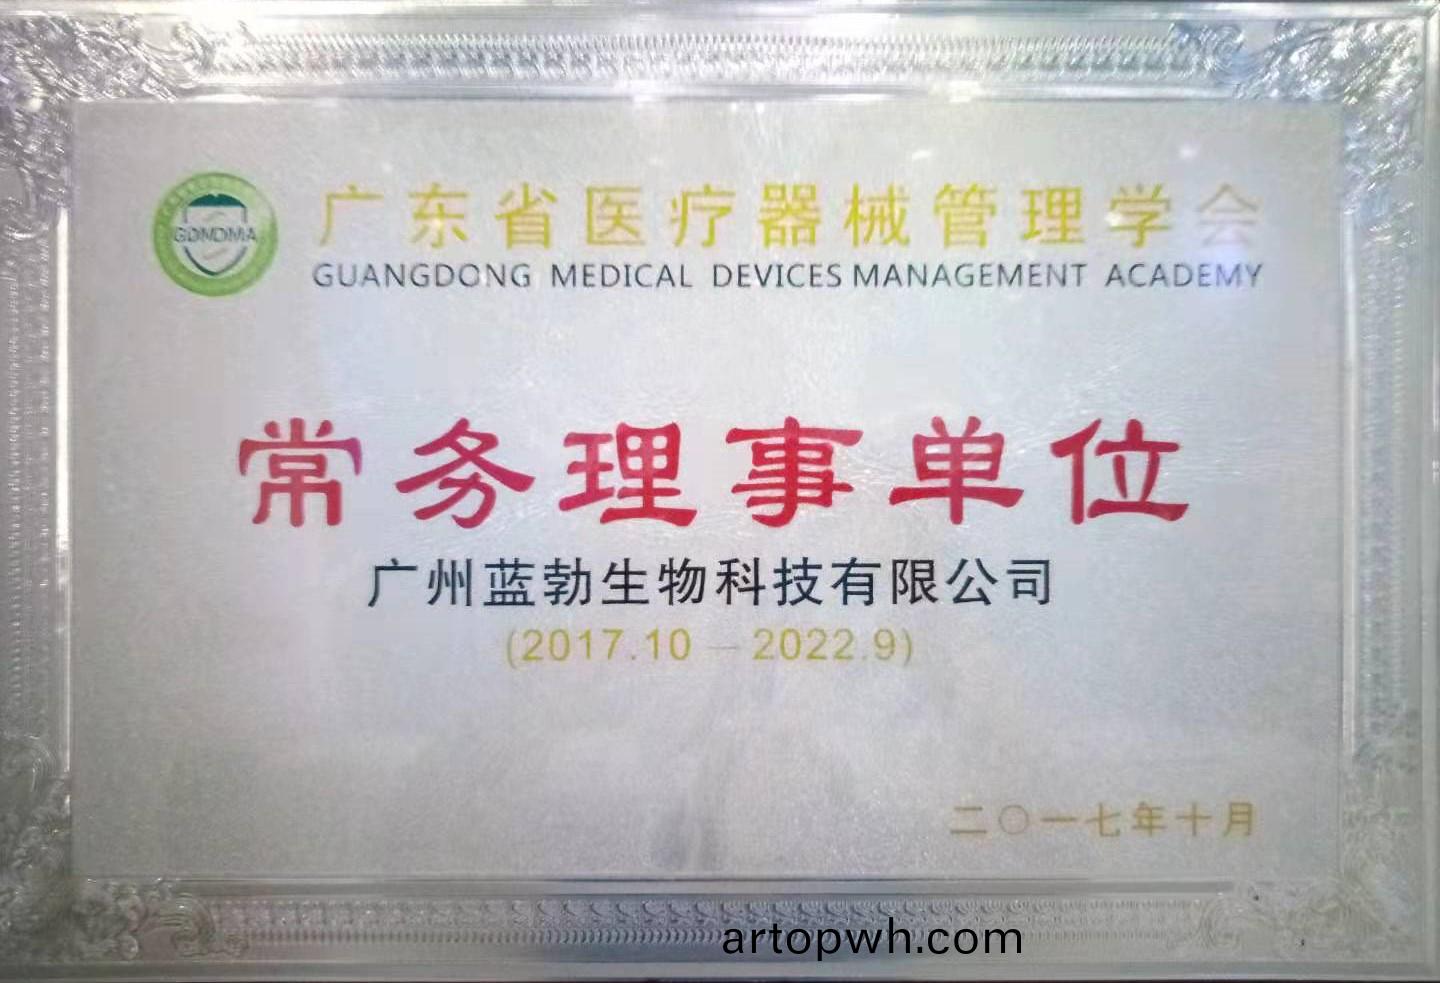 GDMDMA
广东省医疗器械管理学会
GUANGDONG MEDICAL DEVICES MANAGEMENT ACADEMY
常务理事单位
广州蓝勃生物科技有限公司
(2017.10 — 2022.9)
二〇一七年十月
artopwh.com